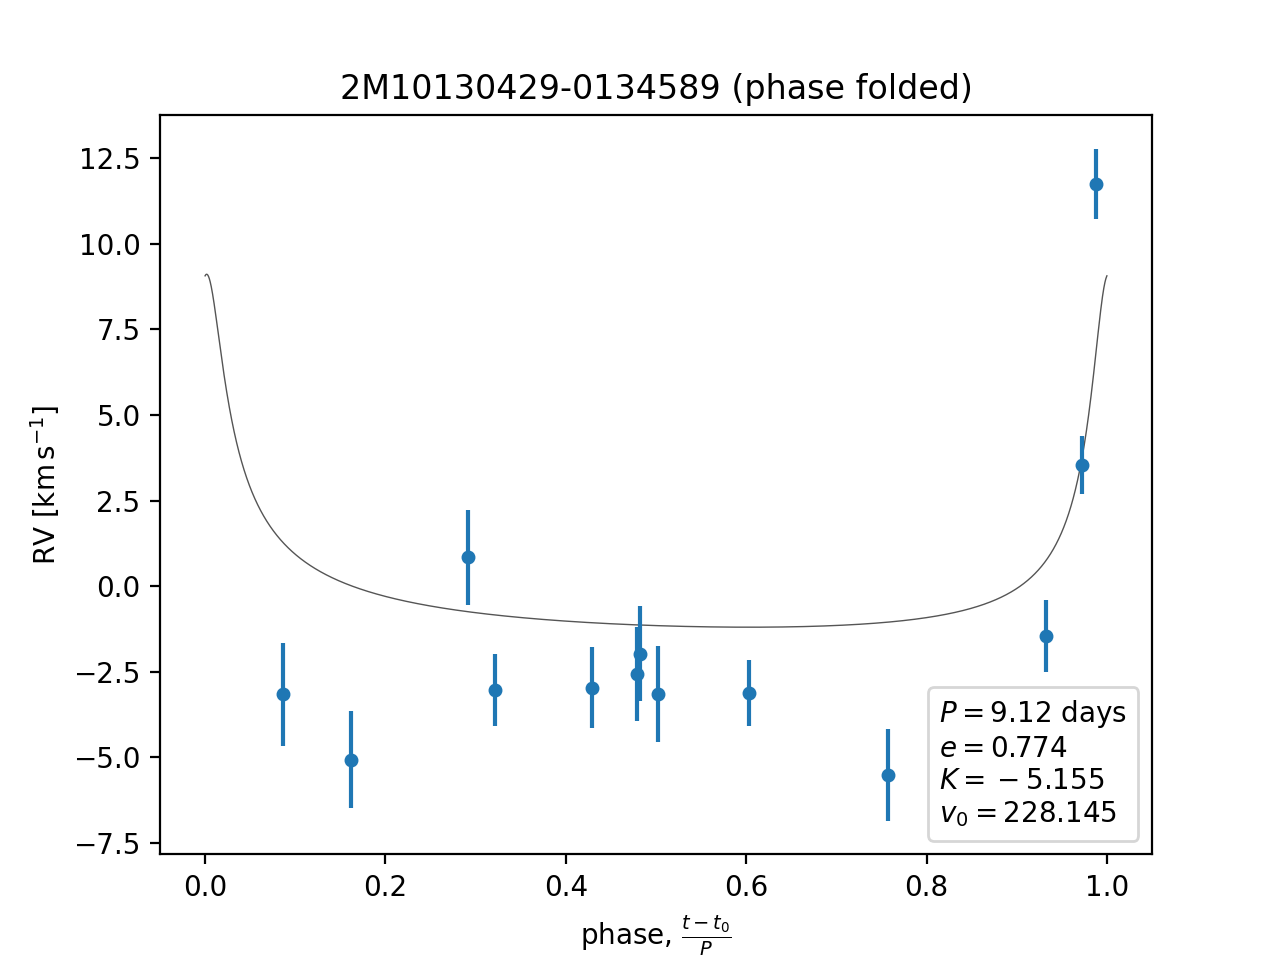 2M10130429-0134589 (phase folded)
12.5
10.0
7.5
5.0
2.5
0.0
−2.5
−5.0
−7.5
RV [km s⁻¹]
P = 9.12 days
e = 0.774
K = −5.155
v₀ = 228.145
0.0 0.2 0.4 0.6 0.8 1.0
phase, (t − t₀)/P